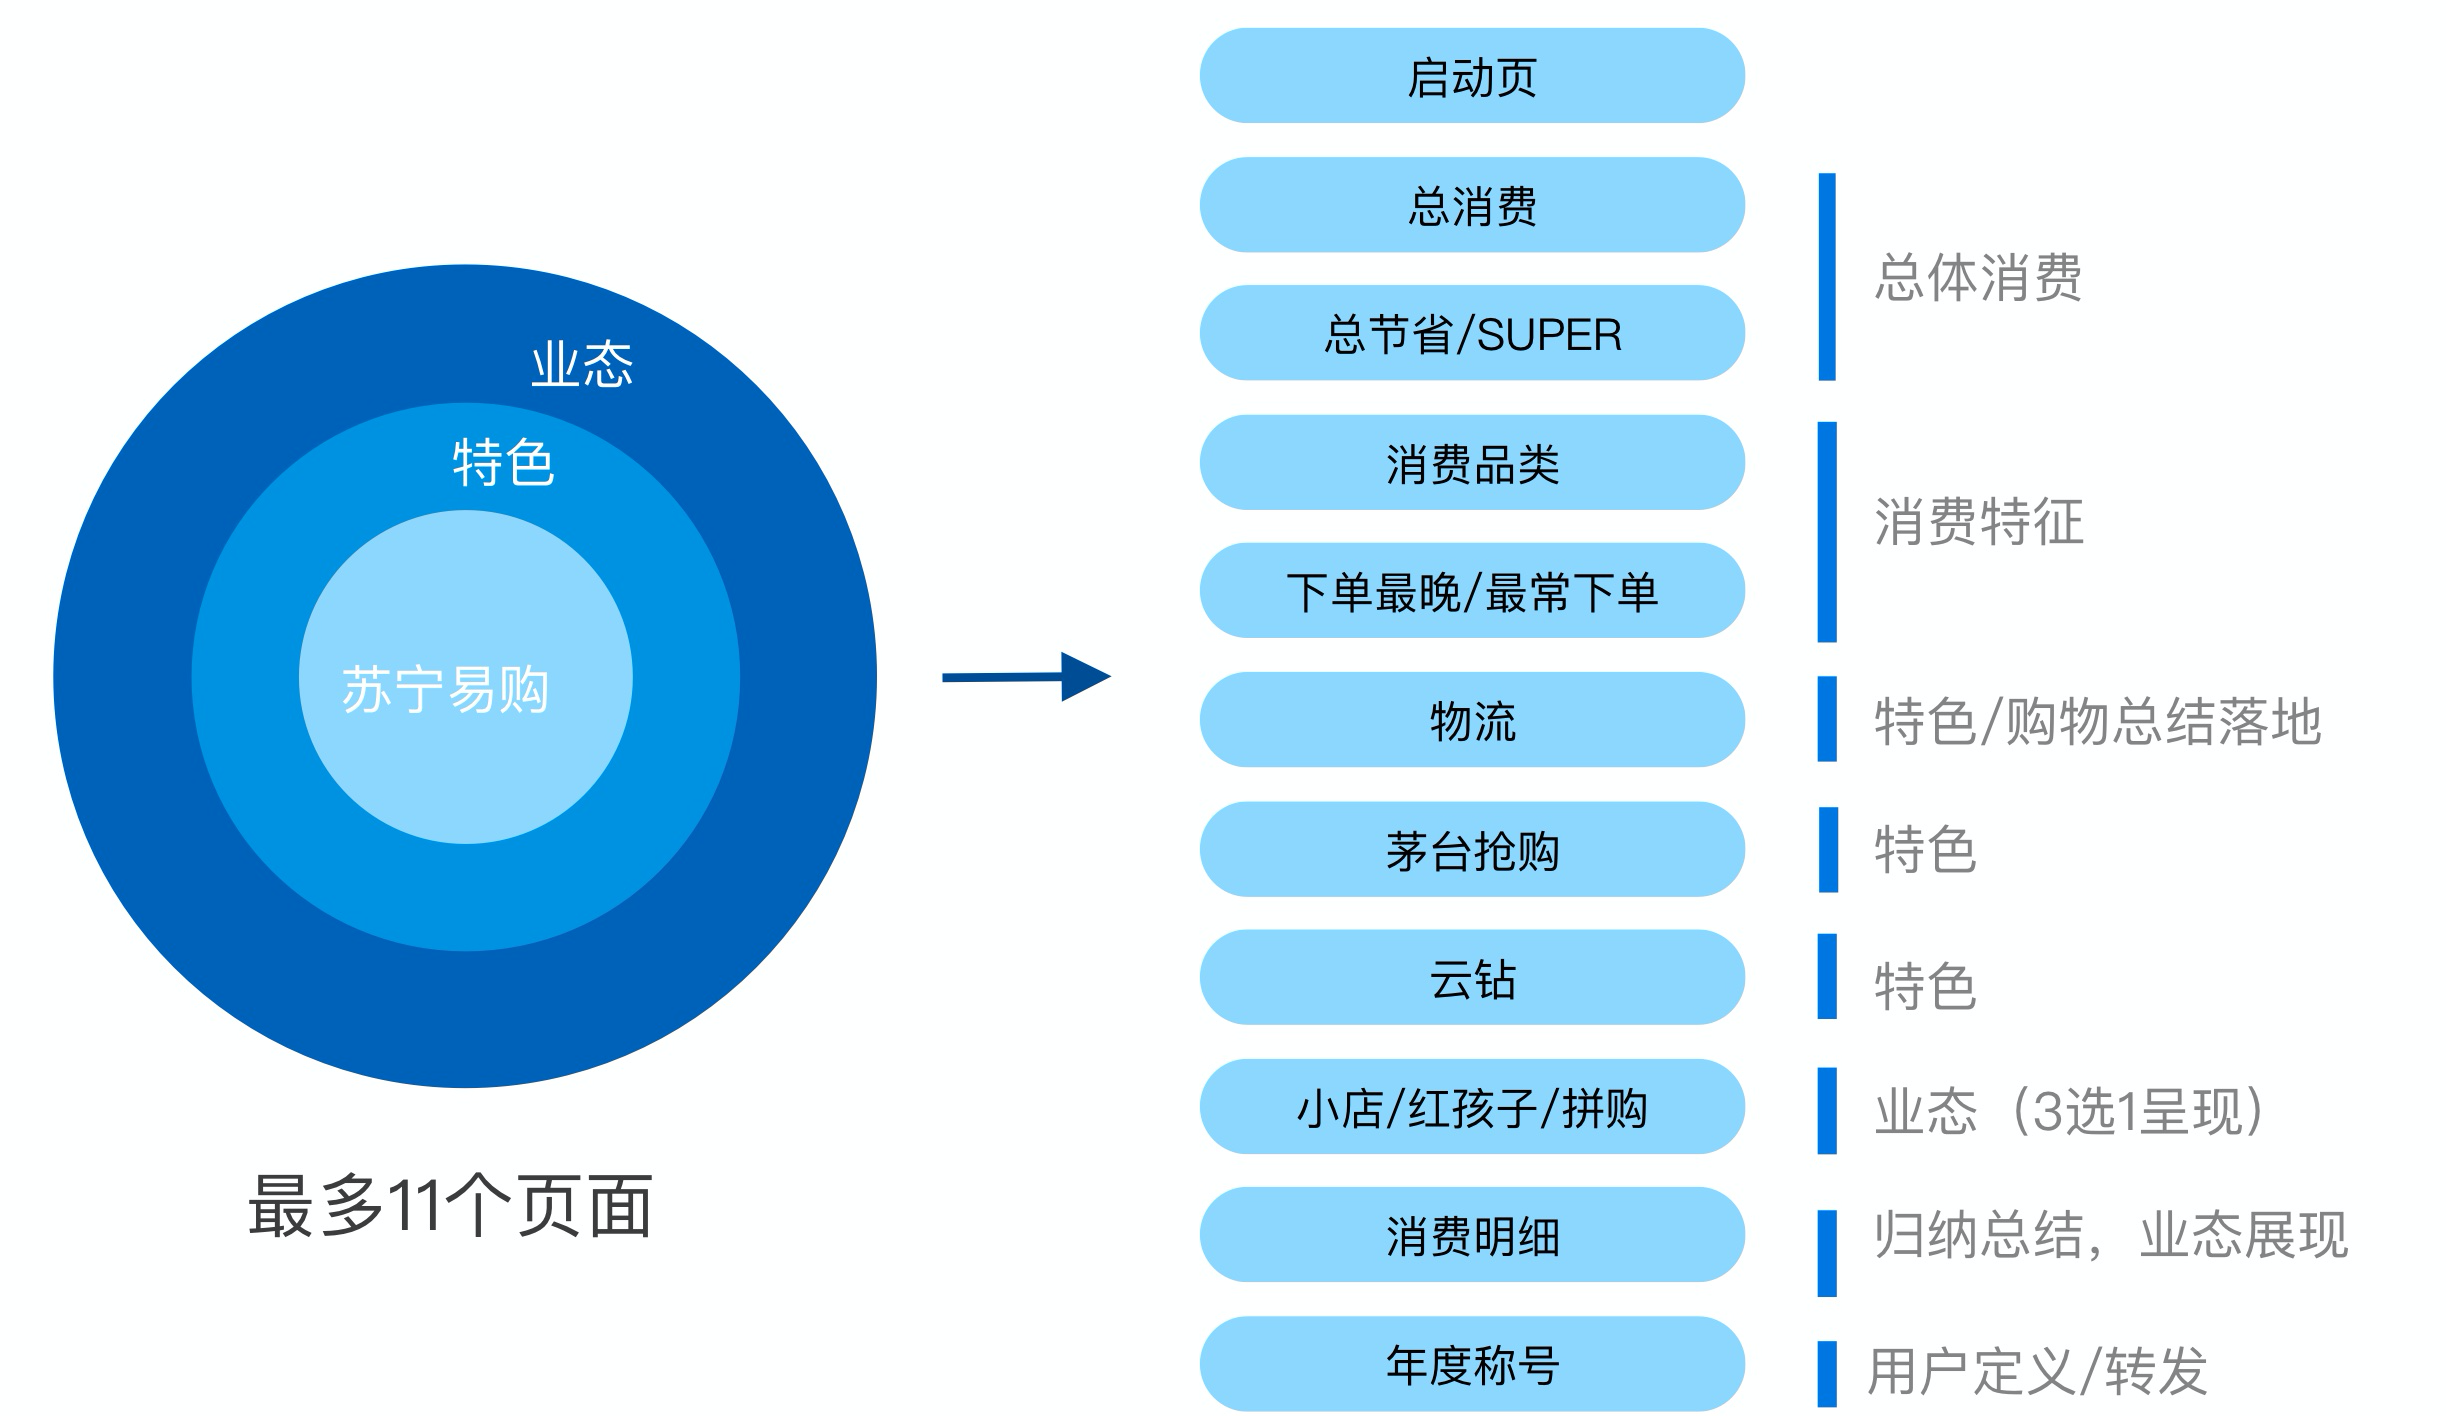 业态
特色
苏宁易购
最多11个页面
启动页
总消费
总节省/SUPER
消费品类
下单最晚/最常下单
物流
茅台抢购
云钻
小店/红孩子/拼购
消费明细
年度称号
总体消费
消费特征
特色/购物总结落地
特色
特色
业态（3选1呈现）
归纳总结，业态展现
用户定义/转发